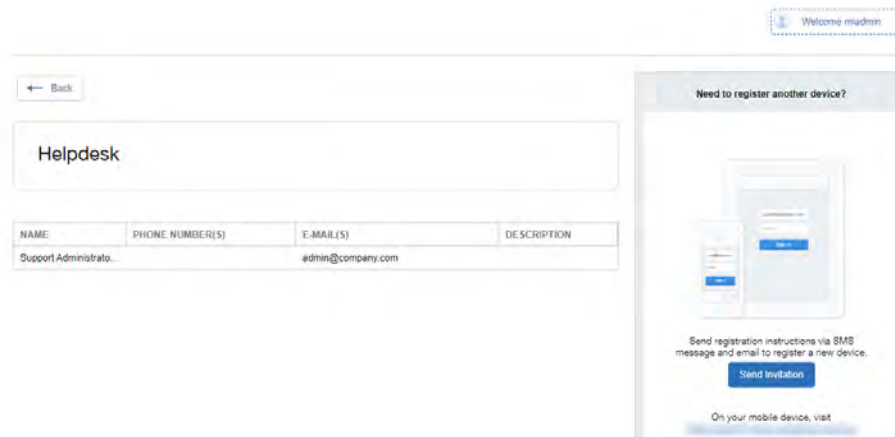 Welcome miadmin
Back
Need to register another device?
Helpdesk
NAME PHONE NUMBER(S) E-MAIL(S) DESCRIPTION
Support Administrato... admin@company.com
Send registration instructions via SMS
message and email to register a new device.
Send Invitation
On your mobile device, visit